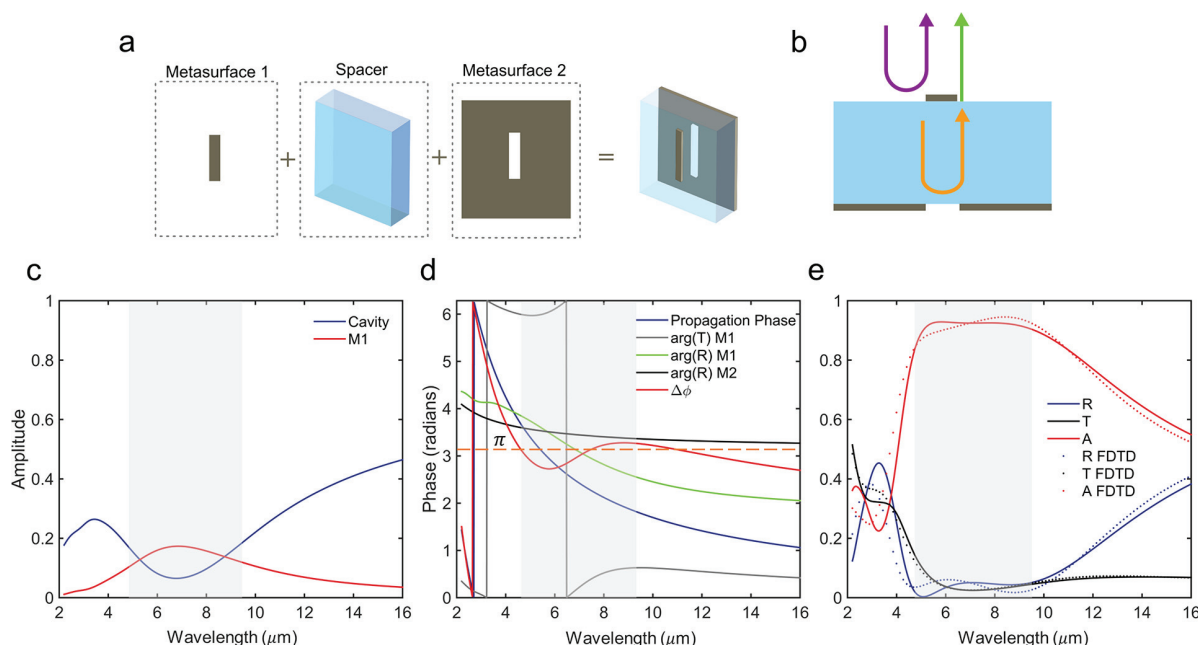 a
Metasurface 1
Spacer
Metasurface 2
+
+
=
b
c
Amplitude
1
0.8
0.6
0.4
0.2
0
2
4
6
8
10
12
14
16
Wavelength (μm)
Cavity
M1
d
Phase (radians)
6
5
4
3
2
1
0
2
4
6
8
10
12
14
16
Wavelength (μm)
Propagation Phase
arg(T) M1
arg(R) M1
arg(R) M2
Δϕ
π
e
1
0.8
0.6
0.4
0.2
0
2
4
6
8
10
12
14
16
Wavelength (μm)
R
T
A
R FDTD
T FDTD
A FDTD